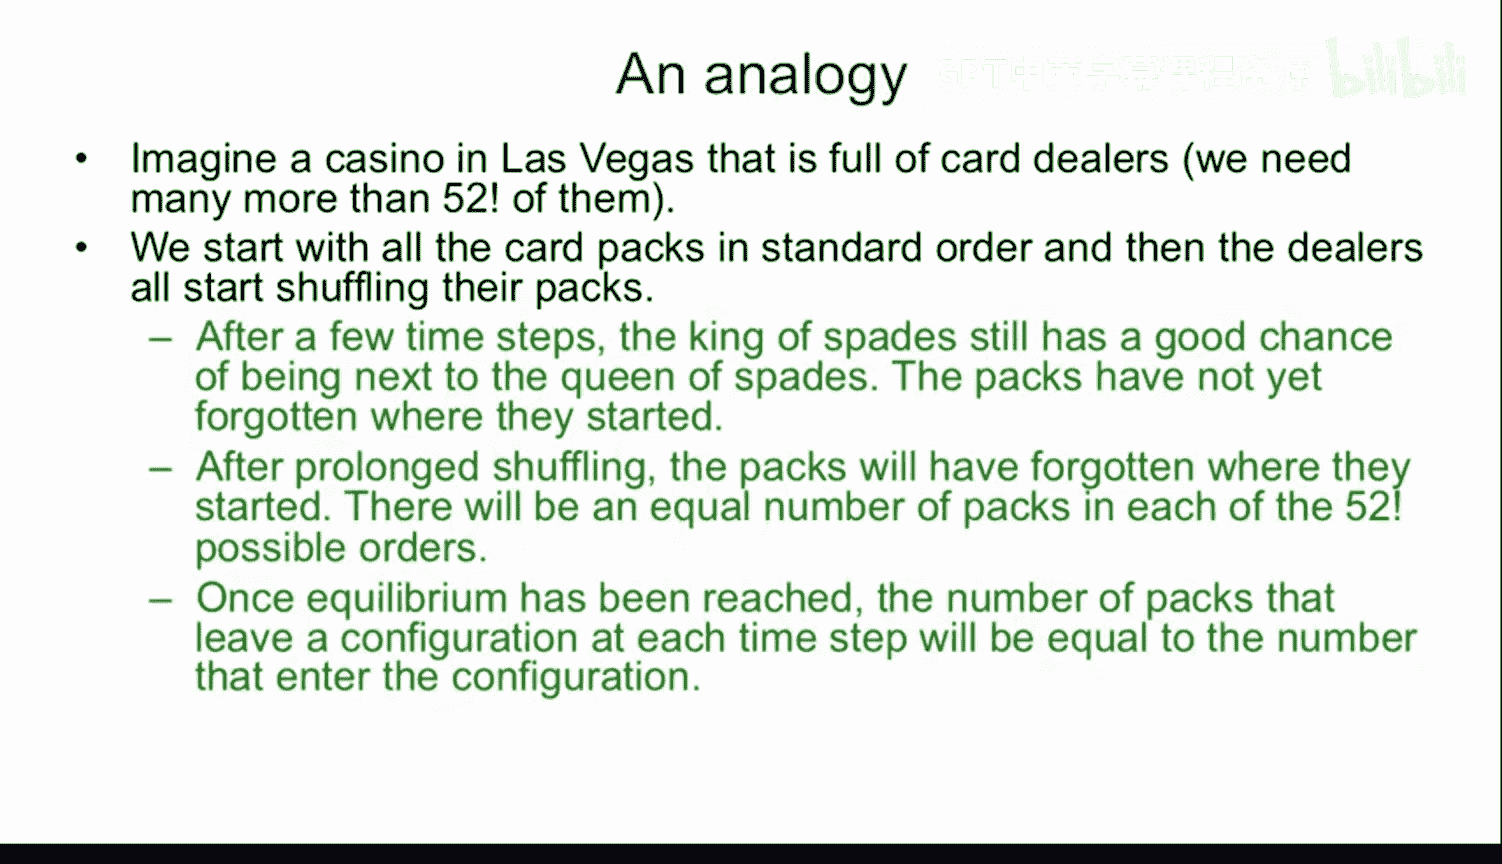 An analogy
bilibili
• Imagine a casino in Las Vegas that is full of card dealers (we need
many more than 52! of them).
• We start with all the card packs in standard order and then the dealers
all start shuffling their packs.
– After a few time steps, the king of spades still has a good chance
of being next to the queen of spades. The packs have not yet
forgotten where they started.
– After prolonged shuffling, the packs will have forgotten where they
started. There will be an equal number of packs in each of the 52!
possible orders.
– Once equilibrium has been reached, the number of packs that
leave a configuration at each time step will be equal to the number
that enter the configuration.